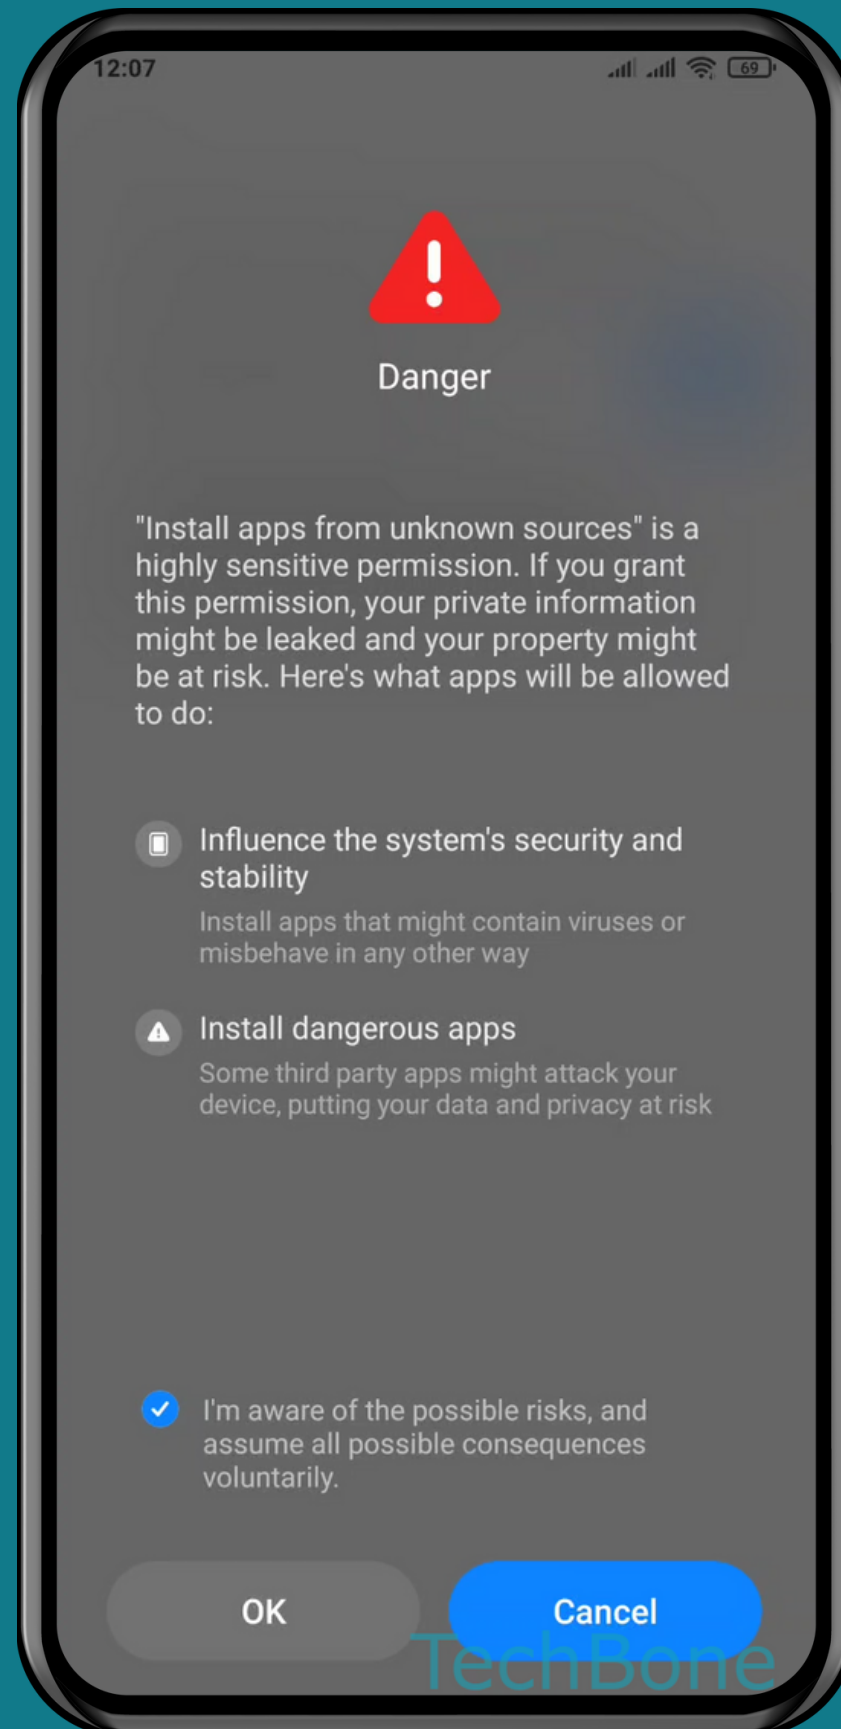 12:07
69
Danger
"Install apps from unknown sources" is a
highly sensitive permission. If you grant
this permission, your private information
might be leaked and your property might
be at risk. Here's what apps will be allowed
to do:
Influence the system's security and
stability
Install apps that might contain viruses or
misbehave in any other way
Install dangerous apps
Some third party apps might attack your
device, putting your data and privacy at risk
I'm aware of the possible risks, and
assume all possible consequences
voluntarily.
OK
Cancel
TechBone